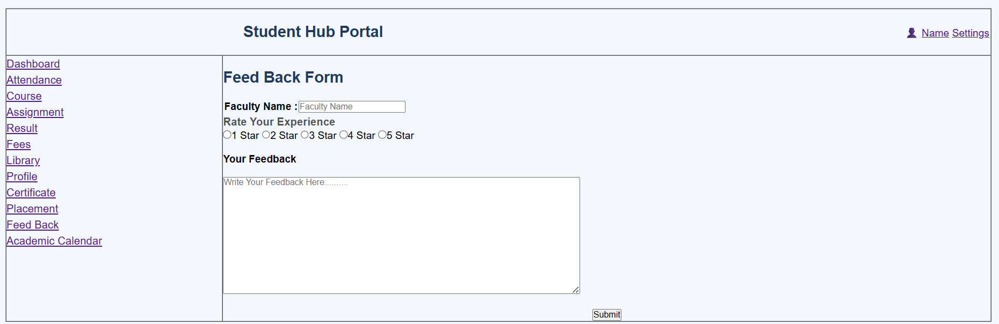 Student Hub Portal
Name Settings
Dashboard
Attendance
Course
Assignment
Result
Fees
Library
Profile
Certificate
Placement
Feed Back
Academic Calendar
Feed Back Form
Faculty Name : Faculty Name
Rate Your Experience
1 Star 2 Star 3 Star 4 Star 5 Star
Your Feedback
Write Your Feedback Here..........
Submit